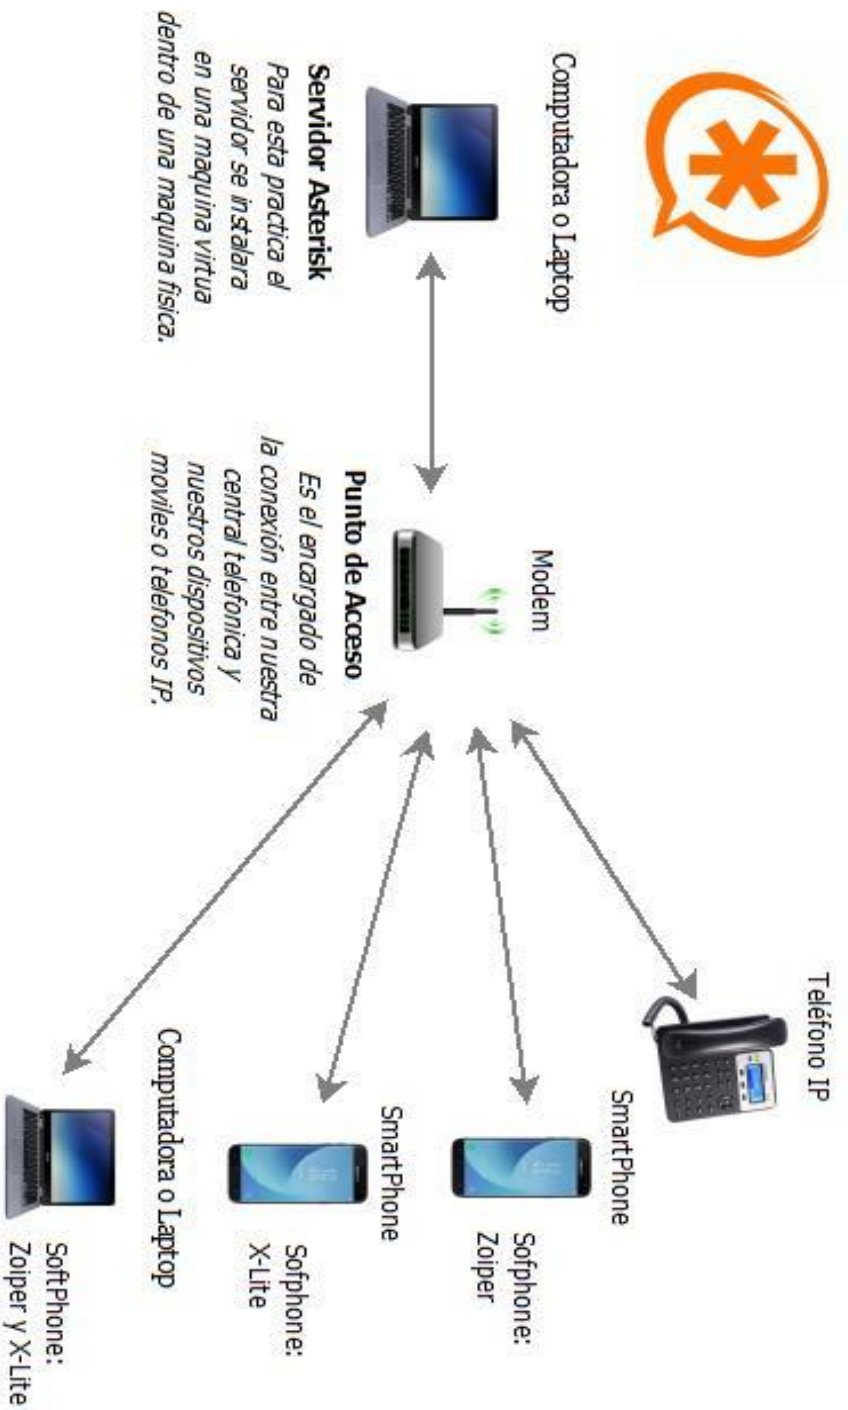 Computadora o Laptop
Servidor Asterisk
Para esta practica el
servidor se instalara
en una maquina virtua
dentro de una maquina fisica.
Modem
Punto de Acceso
Es el encargado de
la conexión entre nuestra
central telefonica y
nuestros dispositivos
moviles o telefonos IP.
Teléfono IP
SmartPhone
Sofphone:
Zoiper
SmartPhone
Sofphone:
X-Lite
Computadora o Laptop
SoftPhone:
Zoiper y X-Lite